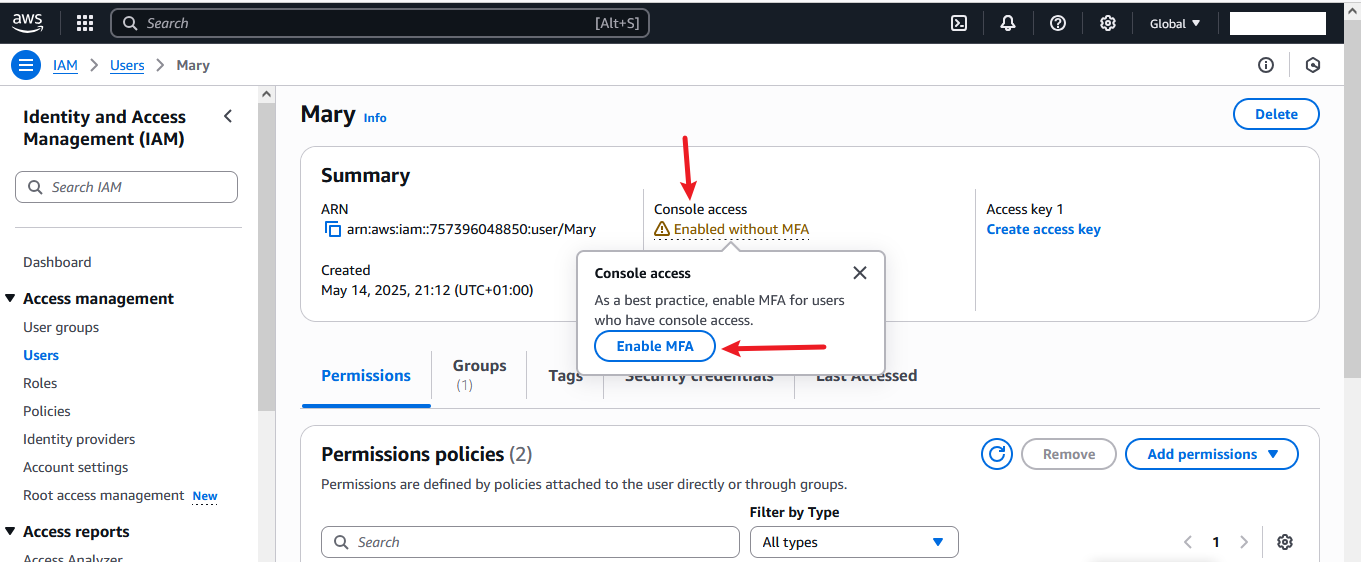 aws
Search [Alt+S]
Global
IAM > Users > Mary
Identity and Access
Management (IAM)
Search IAM
Dashboard
Access management
User groups
Users
Roles
Policies
Identity providers
Account settings
Root access management New
Access reports
Access Analyzer
Mary Info
Delete
Summary
ARN
arn:aws:iam::757396048850:user/Mary
Created
May 14, 2025, 21:12 (UTC+01:00)
Console access
Enabled without MFA
Access key 1
Create access key
Console access
As a best practice, enable MFA for users
who have console access.
Enable MFA
Permissions
Groups
(1)
Tags
Security credentials
Last Accessed
Permissions policies (2)
Remove
Add permissions
Permissions are defined by policies attached to the user directly or through groups.
Filter by Type
Search
All types
1